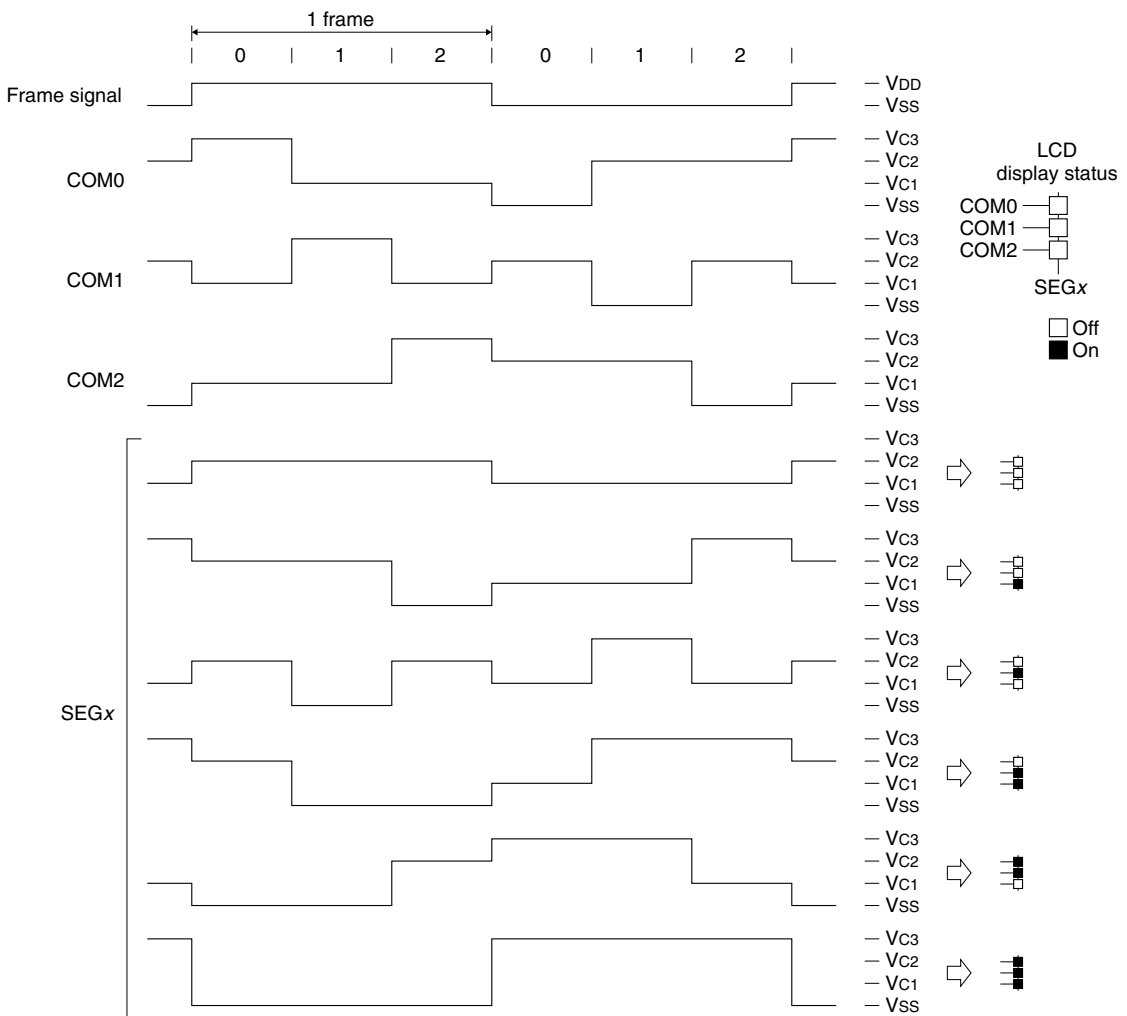 1 frame
0 1 2 0 1 2
Frame signal
VDD
VSS
COM0
VC3
VC2
VC1
VSS
COM1
VC3
VC2
VC1
VSS
COM2
VC3
VC2
VC1
VSS
LCD
display status
COM0
COM1
COM2
SEGx
Off
On
SEGx
VC3
VC2
VC1
VSS
VC3
VC2
VC1
VSS
VC3
VC2
VC1
VSS
VC3
VC2
VC1
VSS
VC3
VC2
VC1
VSS
VC3
VC2
VC1
VSS